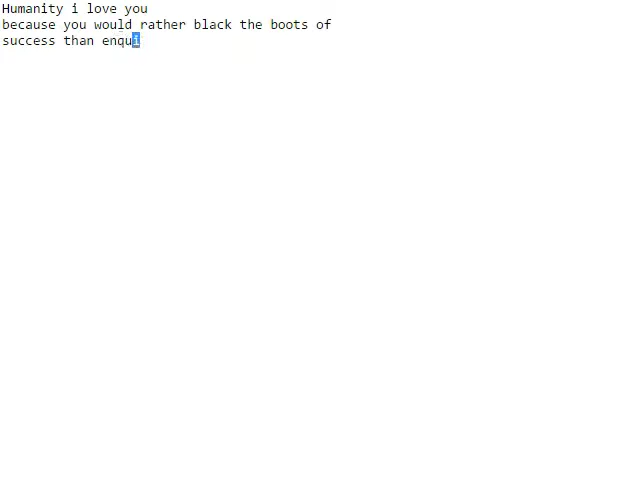 Humanity i love you
because you would rather black the boots of
success than enqui